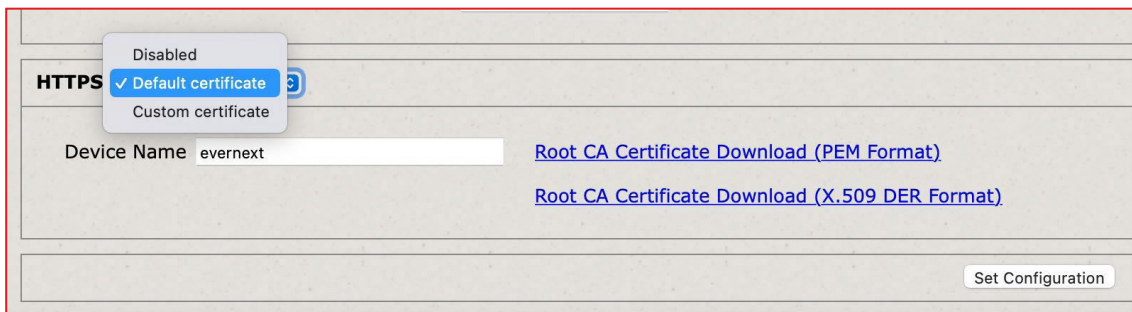 Disabled
HTTPS ✓ Default certificate
Custom certificate
Device Name evernext Root CA Certificate Download (PEM Format)
Root CA Certificate Download (X.509 DER Format)
Set Configuration